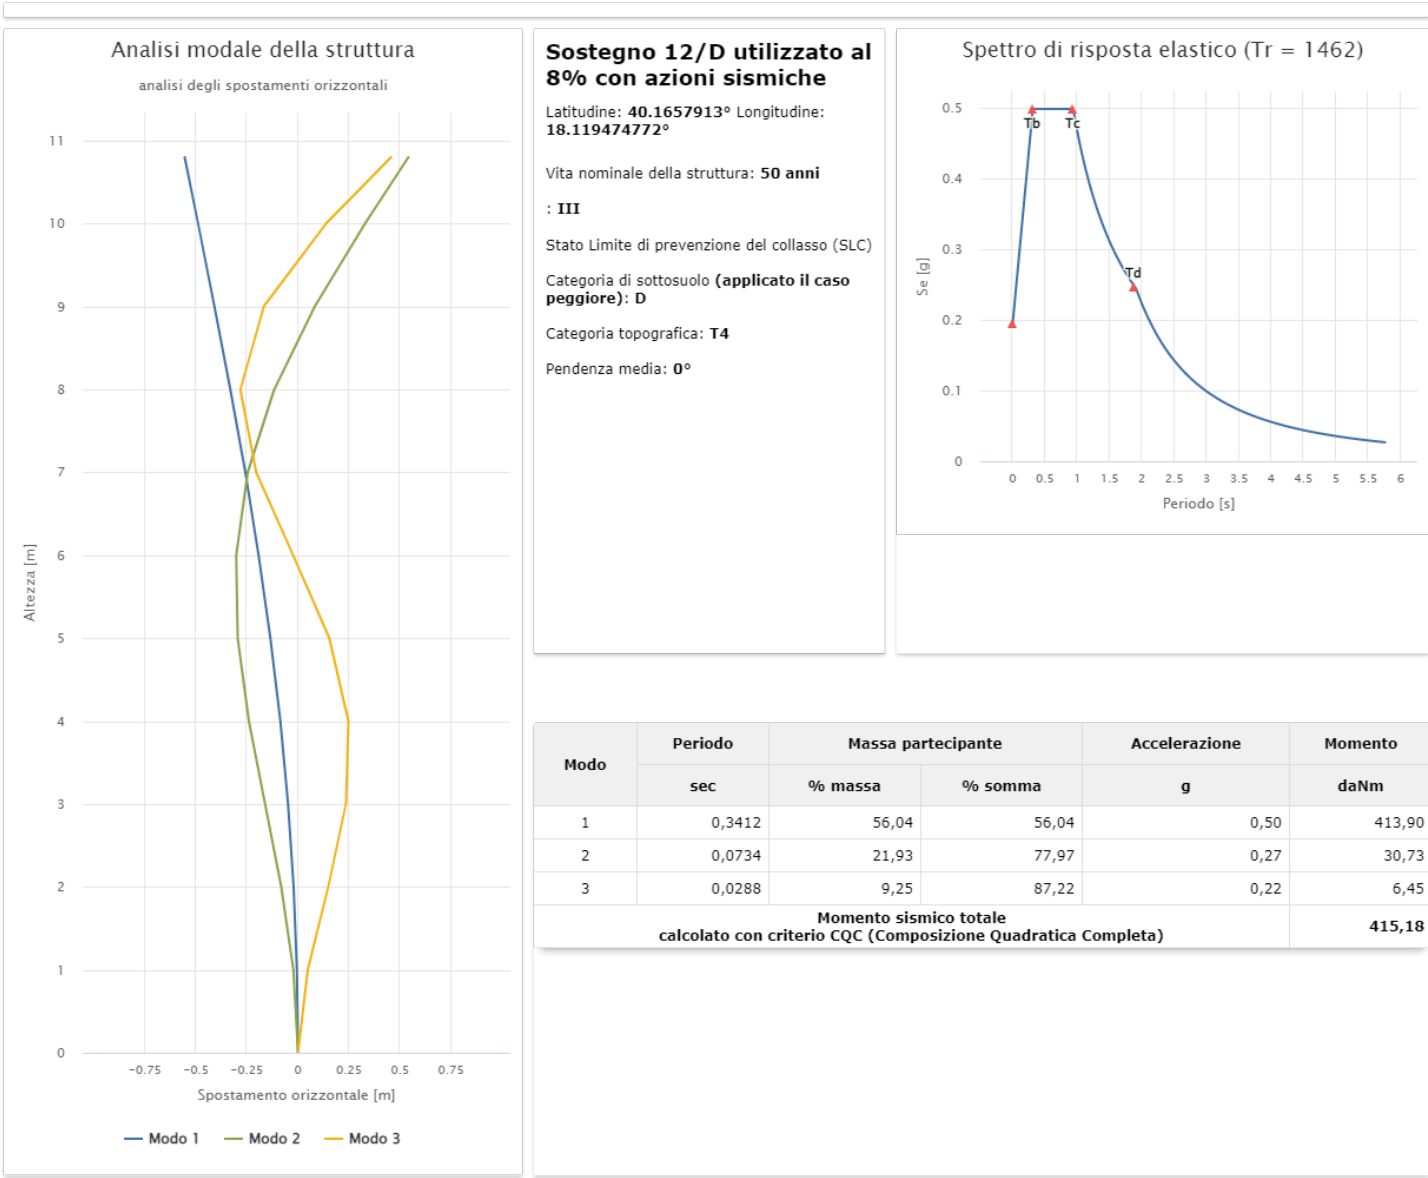 Analisi modale della struttura
analisi degli spostamenti orizzontali
11
10
9
8
7
6
5
4
3
2
1
0
Altezza [m]
−0.75 −0.5 −0.25 0 0.25 0.5 0.75
Spostamento orizzontale [m]
Modo 1 Modo 2 Modo 3
Sostegno 12/D utilizzato al
8% con azioni sismiche
Latitudine: 40.1657913° Longitudine:
18.119474772°
Vita nominale della struttura: 50 anni
: III
Stato Limite di prevenzione del collasso (SLC)
Categoria di sottosuolo (applicato il caso
peggiore): D
Categoria topografica: T4
Pendenza media: 0°
Spettro di risposta elastico (Tr = 1462)
0.5
0.4
0.3
0.2
0.1
0
Se [g]
Tb Tc
Td
0 0.5 1 1.5 2 2.5 3 3.5 4 4.5 5 5.5 6
Periodo [s]
Modo Periodo Massa partecipante Accelerazione Momento
sec % massa % somma g daNm
1 0,3412 56,04 56,04 0,50 413,90
2 0,0734 21,93 77,97 0,27 30,73
3 0,0288 9,25 87,22 0,22 6,45
Momento sismico totale
calcolato con criterio CQC (Composizione Quadratica Completa) 415,18